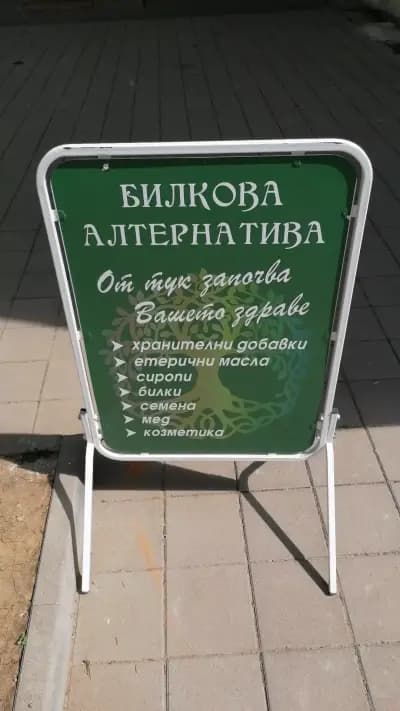 БИЛКОВА
АЛТЕРНАТИВА
От тук започва
Вашето здраве
➤ хранителни добавки
➤ етерични масла
➤ сиропи
➤ билки
➤ семена
➤ мед
➤ козметика